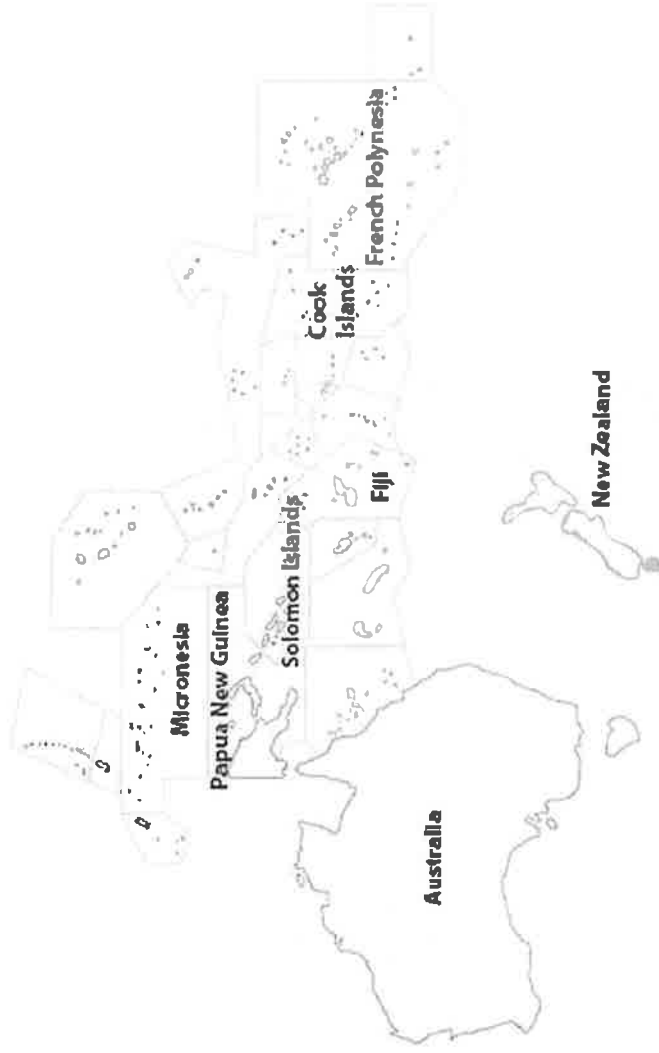 Micronesia
Papua New Guinea
Solomon Islands
Cook
Islands
French Polynesia
Fiji
Australia
New Zealand